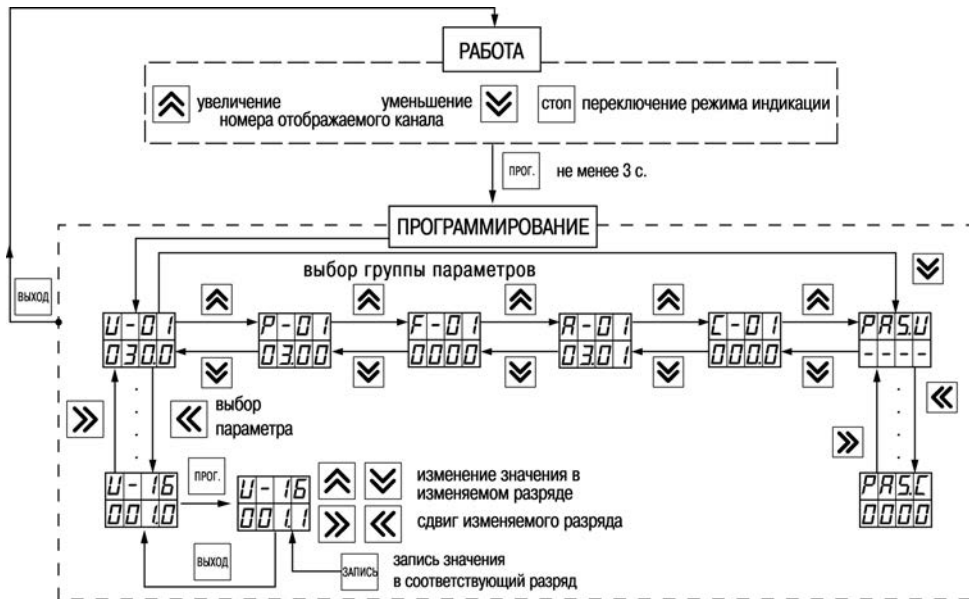 РАБОТА
увеличение уменьшение
номера отображаемого канала
стоп переключение режима индикации
ПРОГ. не менее 3 с.
ПРОГРАММИРОВАНИЕ
ВЫХОД
выбор группы параметров
U-01 P-01 F-01 A-01 C-01 PAS.U
030.0 03.00 0000 03.01 000.0 ----
выбор
параметра
U-16 ПРОГ. U-16
001.0 001.1
изменение значения в
изменяемом разряде
сдвиг изменяемого разряда
PAS.C
0000
ВЫХОД
ЗАПИСЬ запись значения
в соответствующий разряд